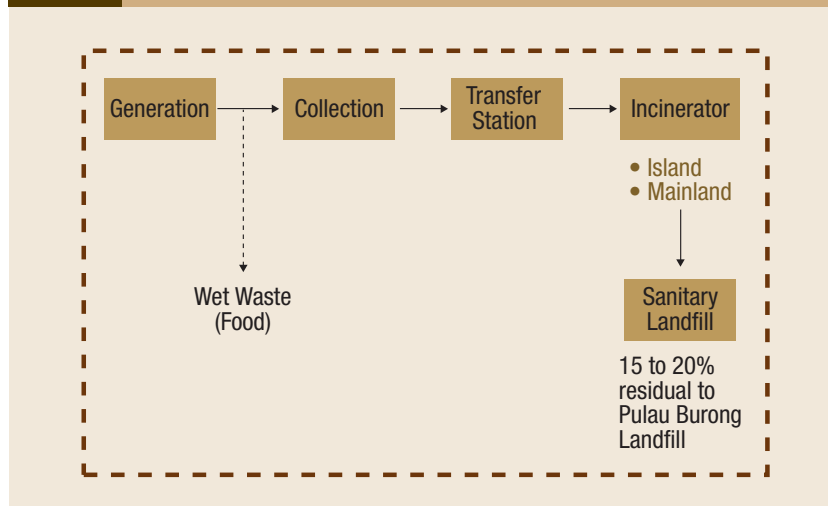 Generation
Collection
Transfer
Station
Incinerator
• Island
• Mainland
Wet Waste
(Food)
Sanitary
Landfill
15 to 20%
residual to
Pulau Burong
Landfill